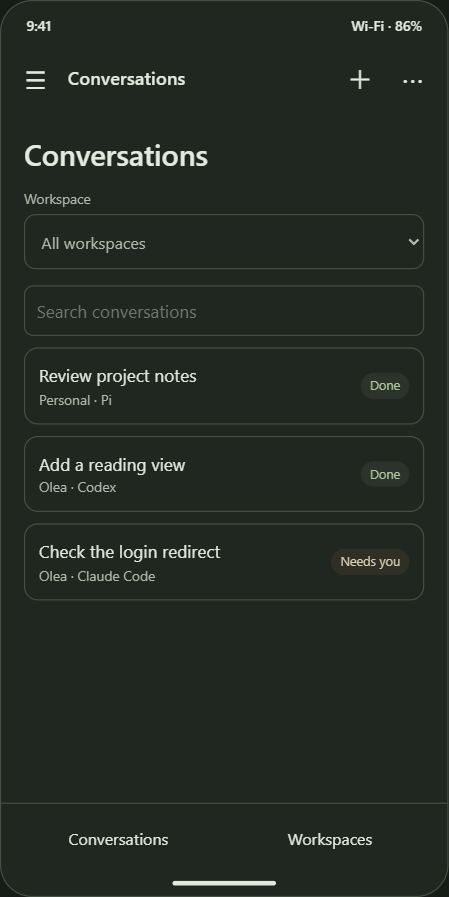 9:41
Wi-Fi · 86%
Conversations
Conversations
Workspace
All workspaces
Search conversations
Review project notes
Personal · Pi
Done
Add a reading view
Olea · Codex
Done
Check the login redirect
Olea · Claude Code
Needs you
Conversations
Workspaces